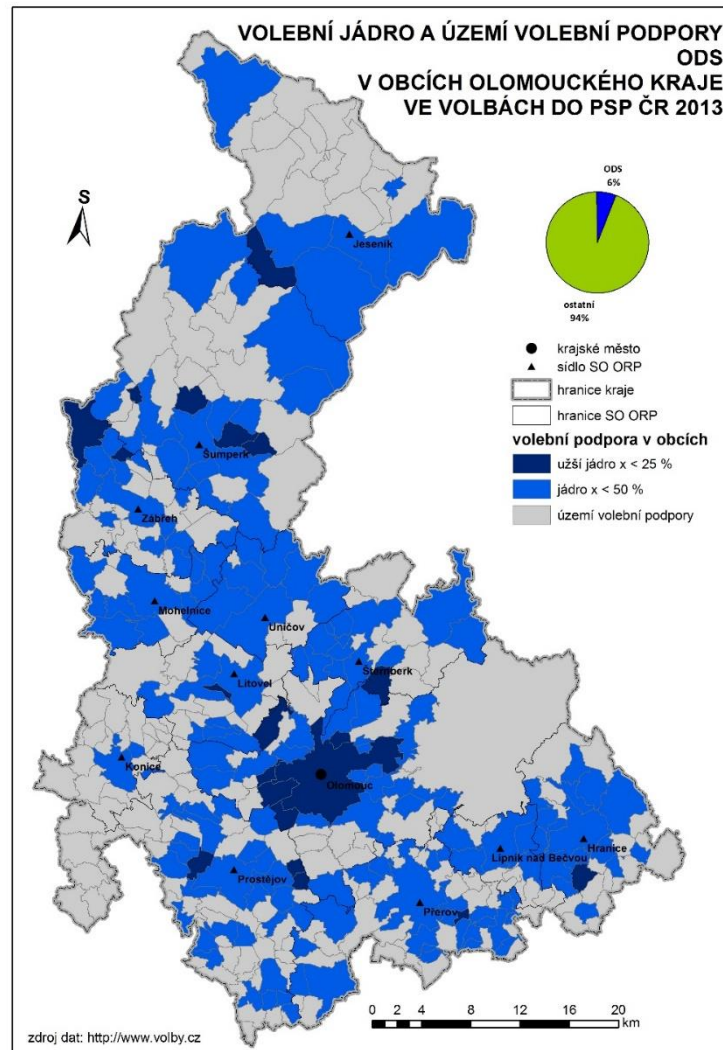 VOLEBNÍ JÁDRO A ÚZEMÍ VOLEBNÍ PODPORY
ODS
V OBCÍCH OLOMOUCKÉHO KRAJE
VE VOLBÁCH DO PSP ČR 2013
S
ODS
6%
ostatní
94%
krajské město
sídlo SO ORP
hranice kraje
hranice SO ORP
volební podpora v obcích
užší jádro x < 25 %
jádro x < 50 %
území volební podpory
Jeseník
Šumperk
Zábřeh
Mohelnice
Uničov
Šternberk
Litovel
Konice
Olomouc
Hranice
Lipník nad Bečvou
Prostějov
Přerov
0 2 4 8 12 16 20
km
zdroj dat: http://www.volby.cz